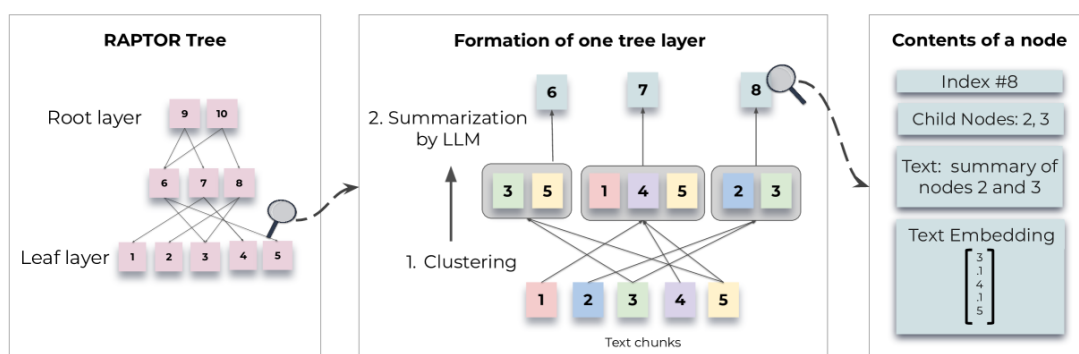 RAPTOR Tree
Root layer
9 10
6 7 8
Leaf layer
1 2 3 4 5
Formation of one tree layer
6 7 8
2. Summarization
by LLM
3 5 1 4 5 2 3
1. Clustering
1 2 3 4 5
Text chunks
Contents of a node
Index #8
Child Nodes: 2, 3
Text: summary of
nodes 2 and 3
Text Embedding
3
.1
4
.1
5